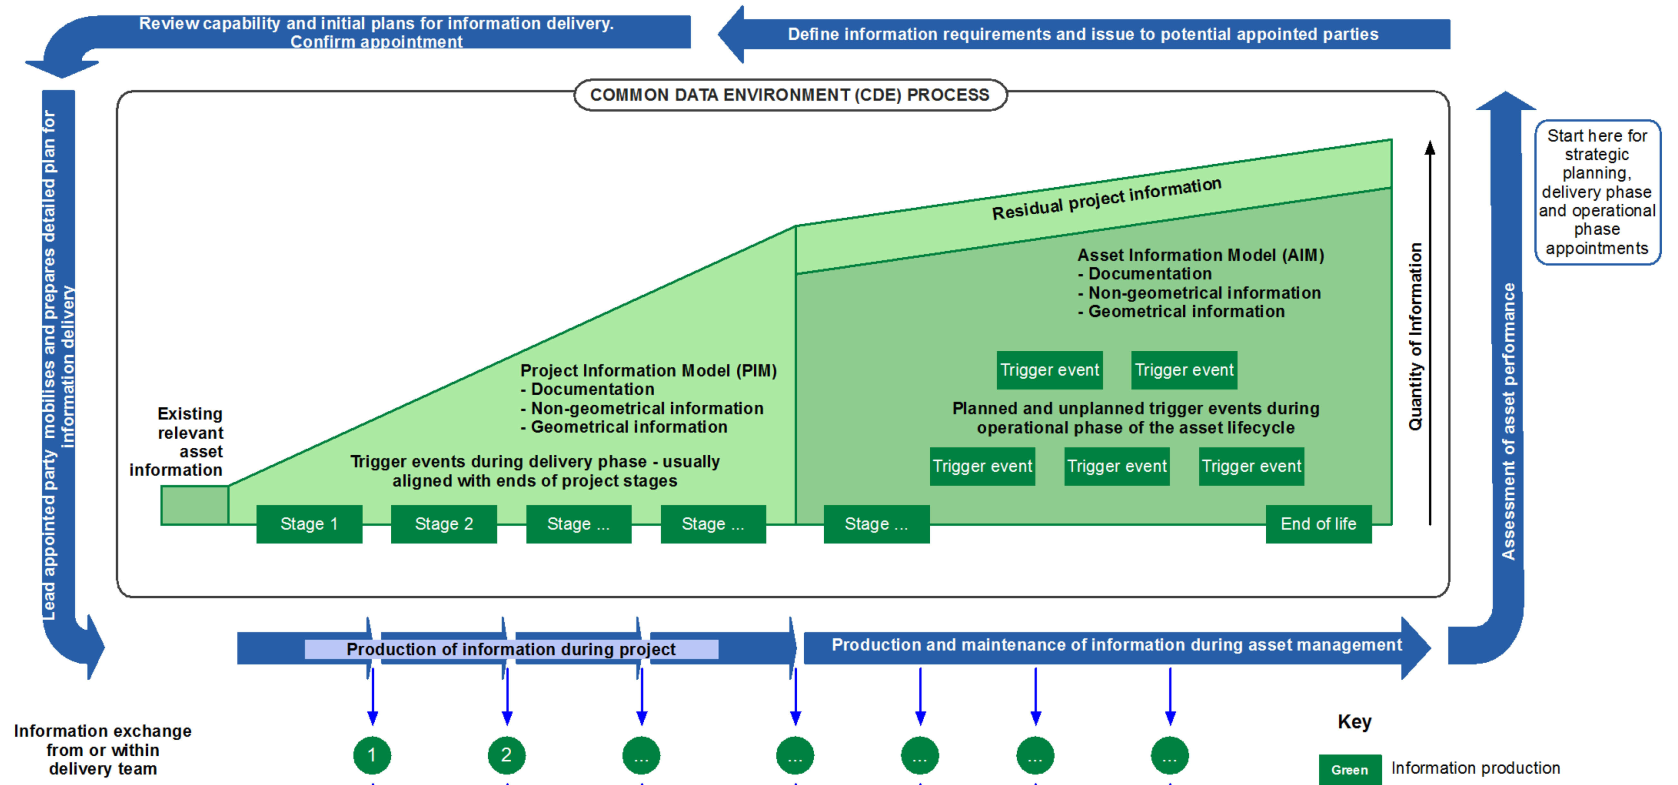 Review capability and initial plans for information delivery.
Confirm appointment
Define information requirements and issue to potential appointed parties
COMMON DATA ENVIRONMENT (CDE) PROCESS
Start here for
strategic
planning,
delivery phase
and operational
phase
appointments
Lead appointed party mobilises and prepares detailed plan for
information delivery
Residual project information
Asset Information Model (AIM)
- Documentation
- Non-geometrical information
- Geometrical information
Quantity of Information
Assessment of asset performance
Project Information Model (PIM)
- Documentation
- Non-geometrical information
- Geometrical information
Trigger event
Trigger event
Planned and unplanned trigger events during
operational phase of the asset lifecycle
Existing
relevant
asset
information
Trigger events during delivery phase - usually
aligned with ends of project stages
Trigger event
Trigger event
Trigger event
Stage 1
Stage 2
Stage ...
Stage ...
Stage ...
End of life
Production of information during project
Production and maintenance of information during asset management
Information exchange
from or within
delivery team
1
2
...
...
...
...
...
Key
Green
Information production